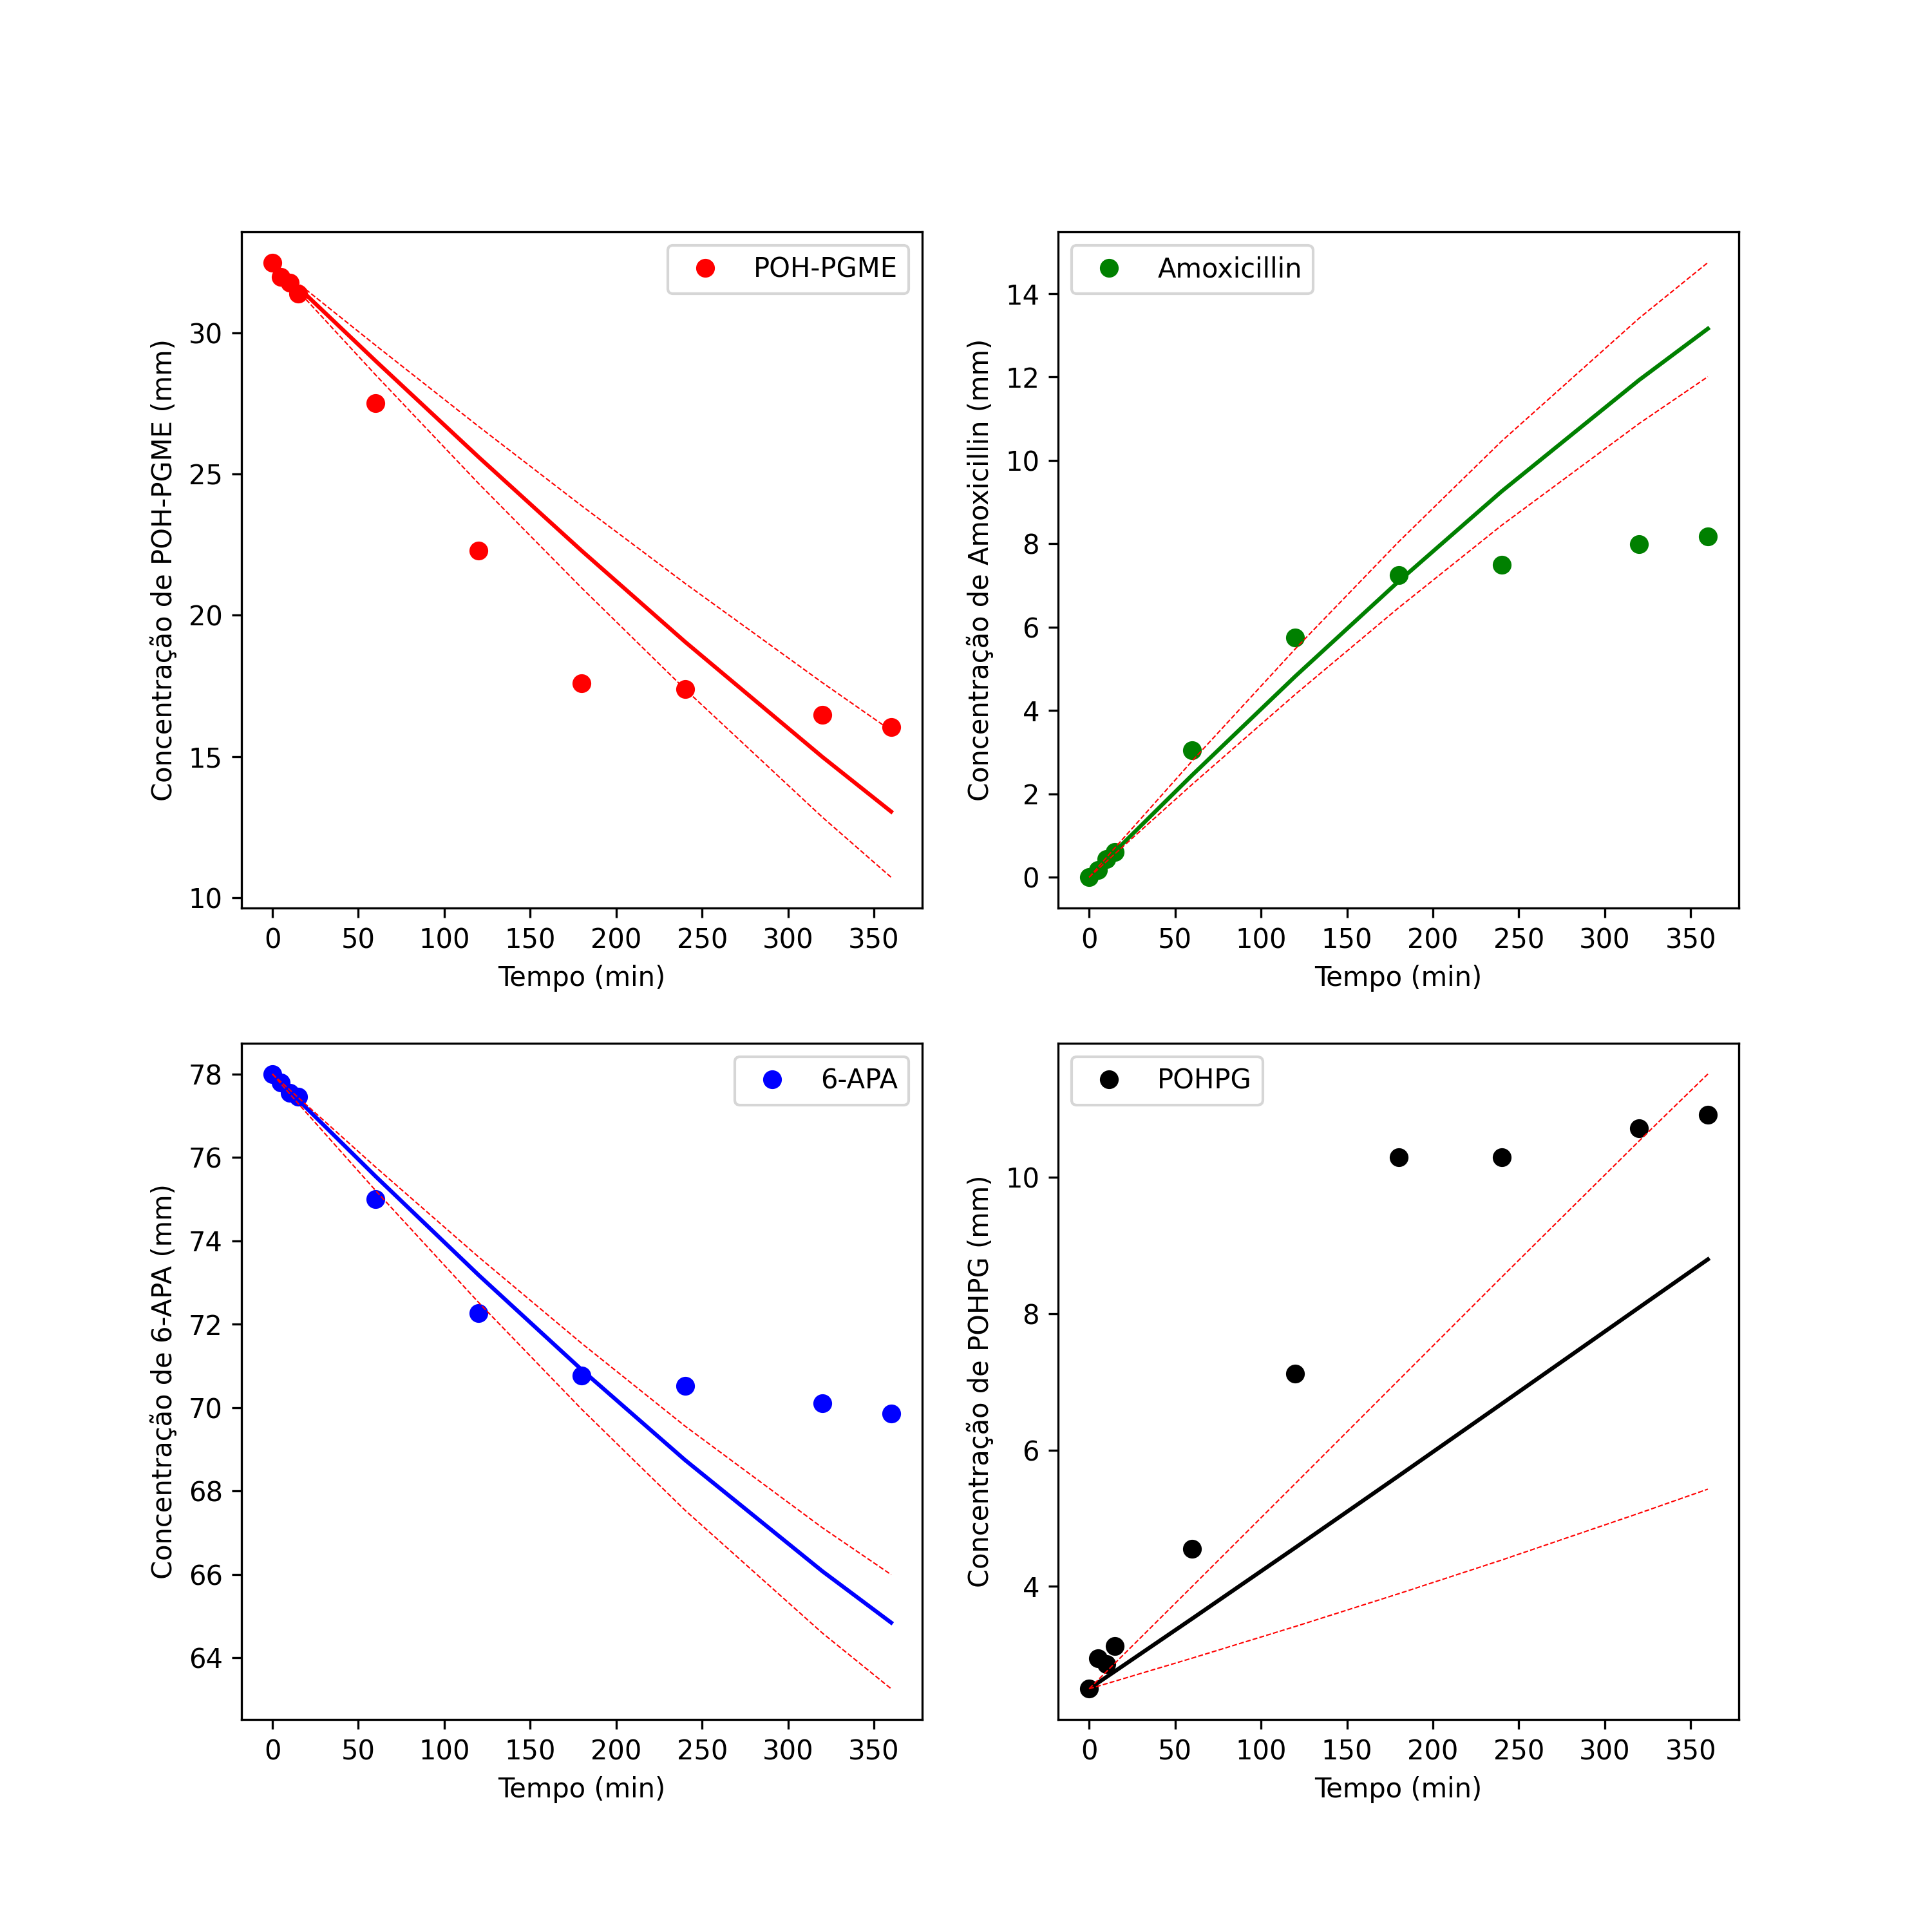 POH-PGME
Concentração de POH-PGME (mm)
30
25
20
15
10
0 50 100 150 200 250 300 350
Tempo (min)
Amoxicillin
Concentração de Amoxicillin (mm)
14
12
10
8
6
4
2
0
0 50 100 150 200 250 300 350
Tempo (min)
6-APA
Concentração de 6-APA (mm)
78
76
74
72
70
68
66
64
0 50 100 150 200 250 300 350
Tempo (min)
POHPG
Concentração de POHPG (mm)
10
8
6
4
0 50 100 150 200 250 300 350
Tempo (min)